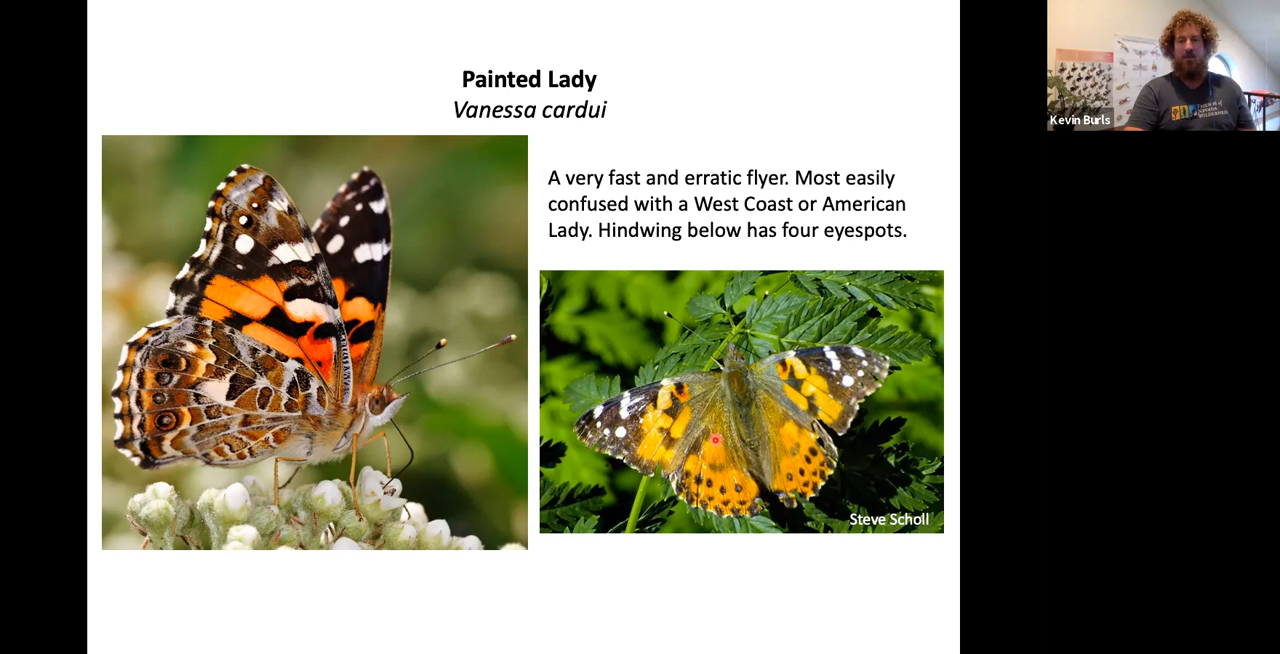 Painted Lady
Vanessa cardui
A very fast and erratic flyer. Most easily
confused with a West Coast or American
Lady. Hindwing below has four eyespots.
Steve Scholl
Kevin Burls